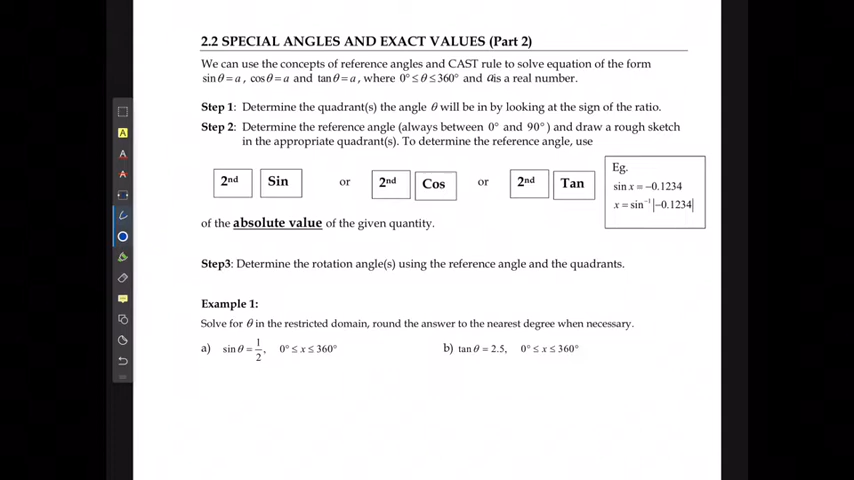 2.2 SPECIAL ANGLES AND EXACT VALUES (Part 2)
We can use the concepts of reference angles and CAST rule to solve equation of the form
sin θ = a , cos θ = a and tan θ = a , where 0° ≤ θ ≤ 360° and a is a real number.
Step 1: Determine the quadrant(s) the angle θ will be in by looking at the sign of the ratio.
Step 2: Determine the reference angle (always between 0° and 90° ) and draw a rough sketch
in the appropriate quadrant(s). To determine the reference angle, use
2nd Sin or 2nd Cos or 2nd Tan
Eg.
sin x = −0.1234
x = sin⁻¹|−0.1234|
of the absolute value of the given quantity.
Step3: Determine the rotation angle(s) using the reference angle and the quadrants.
Example 1:
Solve for θ in the restricted domain, round the answer to the nearest degree when necessary.
a) sin θ = 1/2, 0° ≤ x ≤ 360° b) tan θ = 2.5, 0° ≤ x ≤ 360°